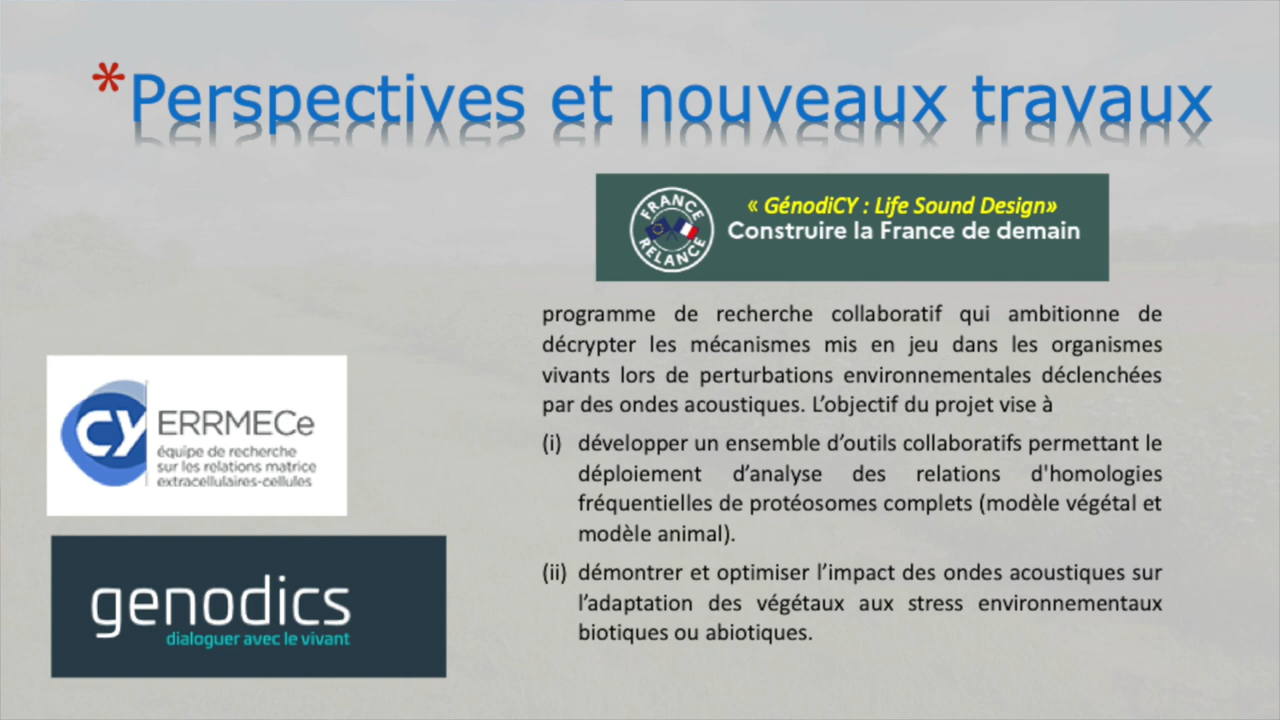 *Perspectives et nouveaux travaux
FRANCE
RELANCE
« GénodiCY : Life Sound Design»
Construire la France de demain
programme de recherche collaboratif qui ambitionne de
décrypter les mécanismes mis en jeu dans les organismes
vivants lors de perturbations environnementales déclenchées
par des ondes acoustiques. L’objectif du projet vise à
(i) développer un ensemble d’outils collaboratifs permettant le
déploiement d’analyse des relations d'homologies
fréquentielles de protéosomes complets (modèle végétal et
modèle animal).
(ii) démontrer et optimiser l’impact des ondes acoustiques sur
l’adaptation des végétaux aux stress environnementaux
biotiques ou abiotiques.
CY
ERRMECe
équipe de recherche
sur les relations matrice
extracellulaires-cellules
genodics
dialoguer avec le vivant